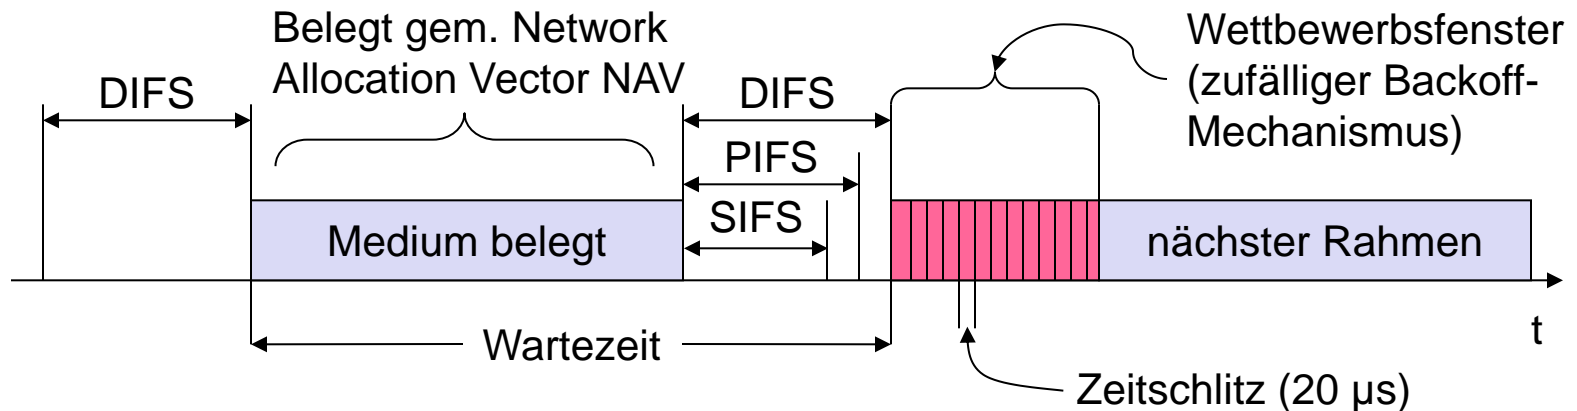 Belegt gem. Network
Allocation Vector NAV
Wettbewerbsfenster
(zufälliger Backoff-
Mechanismus)
DIFS
DIFS
PIFS
SIFS
Medium belegt
nächster Rahmen
Wartezeit
t
Zeitschlitz (20 µs)